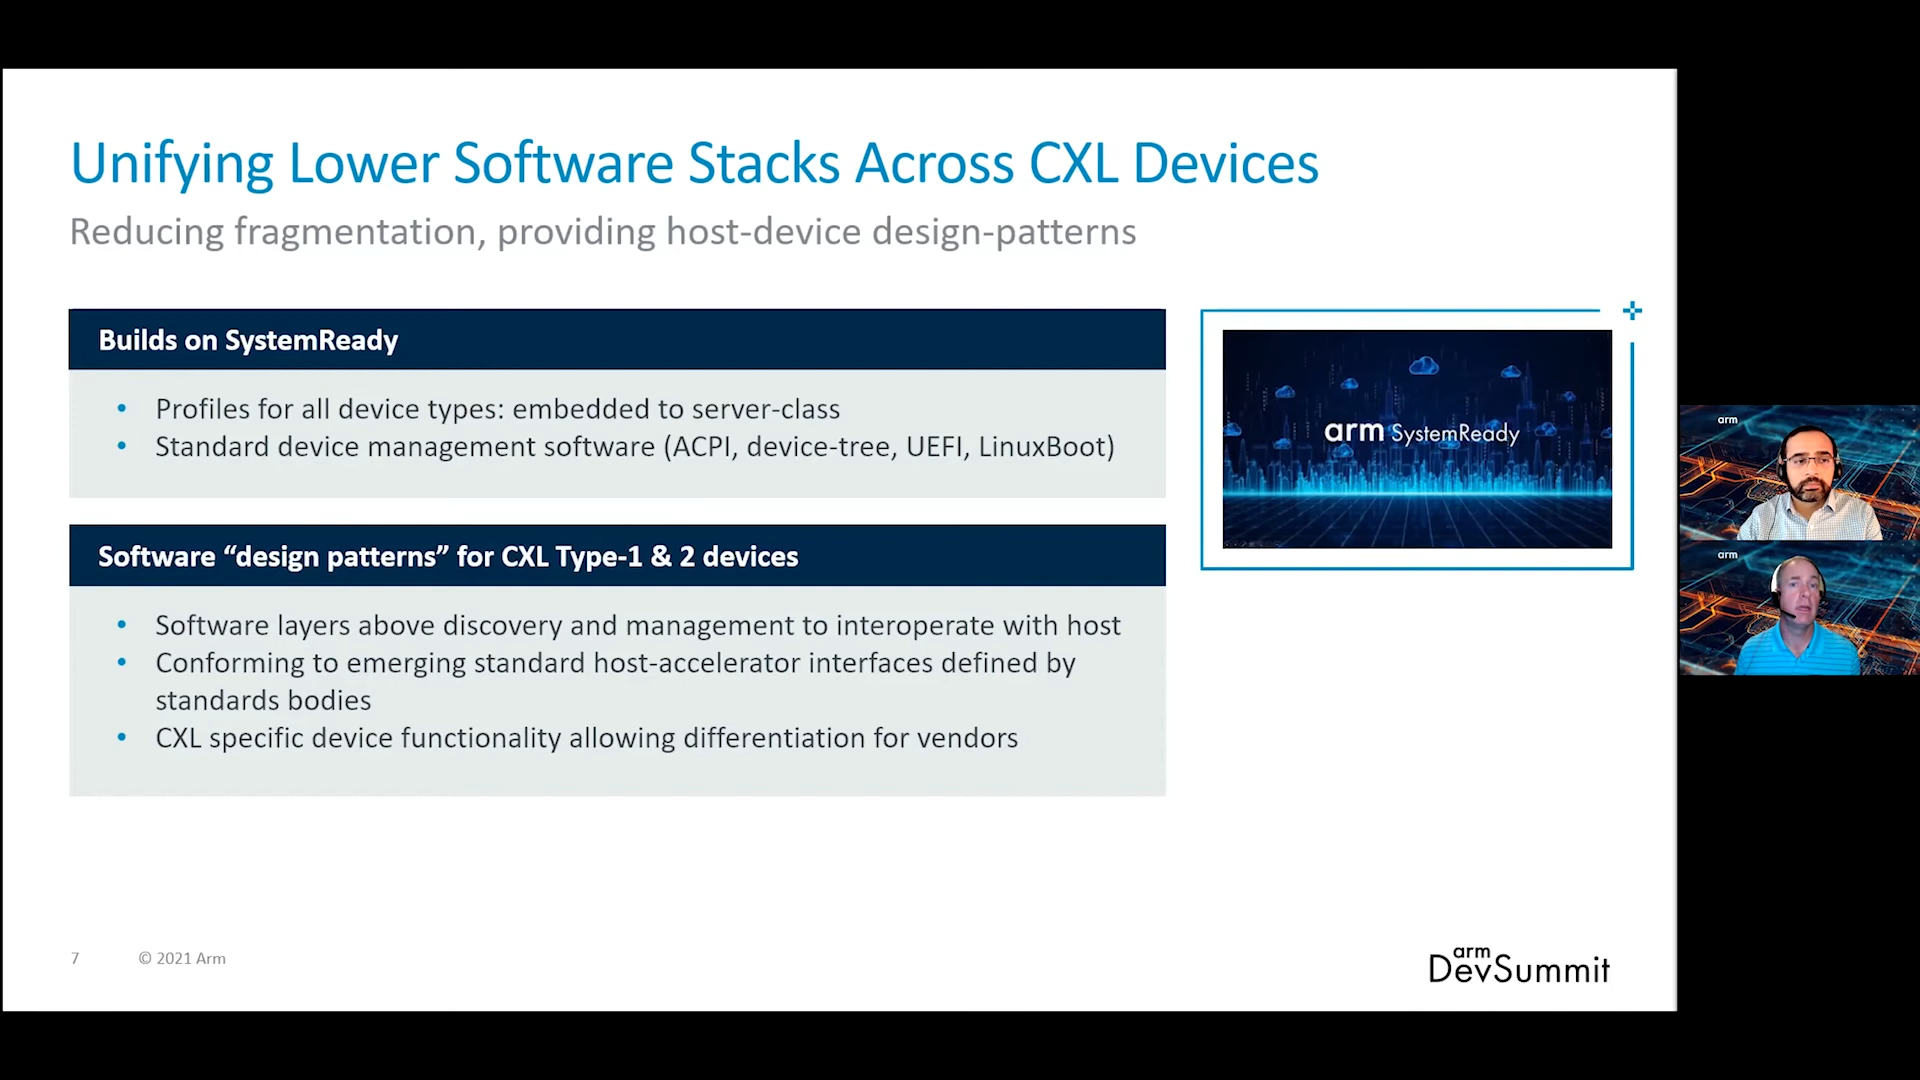 Unifying Lower Software Stacks Across CXL Devices
Reducing fragmentation, providing host-device design-patterns
Builds on SystemReady
• Profiles for all device types: embedded to server-class
• Standard device management software (ACPI, device-tree, UEFI, LinuxBoot)
arm SystemReady
Software “design patterns” for CXL Type-1 & 2 devices
• Software layers above discovery and management to interoperate with host
• Conforming to emerging standard host-accelerator interfaces defined by
standards bodies
• CXL specific device functionality allowing differentiation for vendors
arm
arm
7 © 2021 Arm
arm
DevSummit